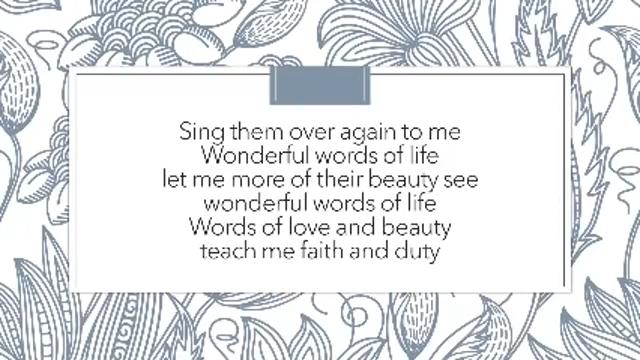 Sing them over again to me
Wonderful words of life
let me more of their beauty see
wonderful words of life
Words of love and beauty
teach me faith and duty